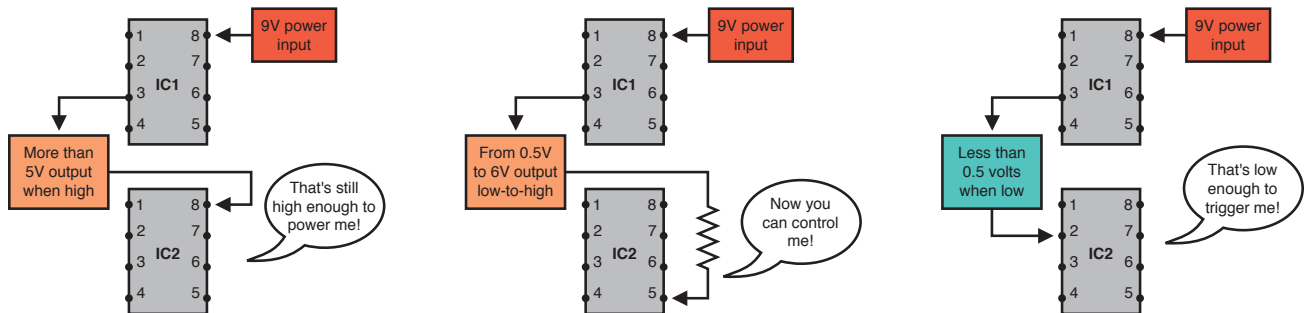 1
8
9V power
input
2
7
IC1
3
6
4
5
More than
5V output
when high
1
8
That's still
high enough to
power me!
2
7
3
IC2
6
4
5
1
8
9V power
input
2
7
IC1
3
6
4
5
From 0.5V
to 6V output
low-to-high
1
8
Now you
can control
me!
2
7
3
IC2
6
4
5
1
8
9V power
input
2
7
IC1
3
6
4
5
Less than
0.5 volts
when low
1
8
That's low
enough to
trigger me!
2
7
3
IC2
6
4
5